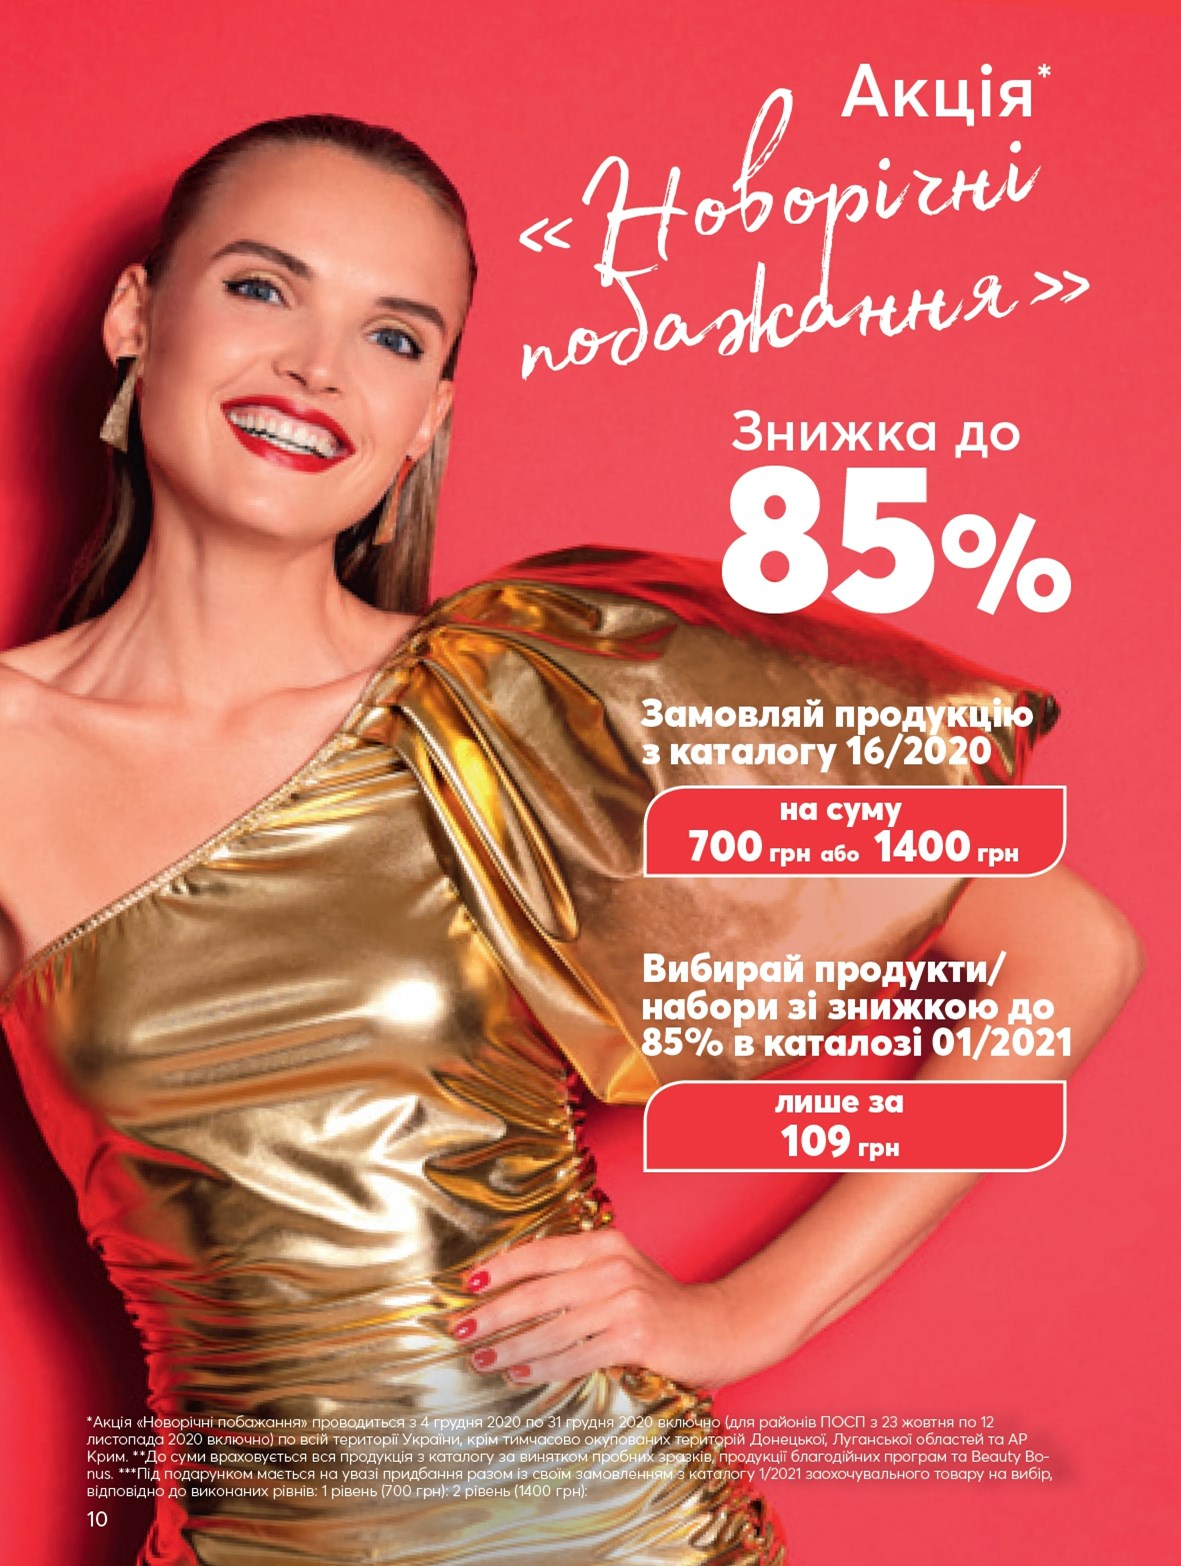 Акція*
«Новорічні
побажання»
Знижка до
85%
Замовляй продукцію
з каталогу 16/2020
на суму
700 грн або 1400 грн
Вибирай продукти/
набори зі знижкою до
85% в каталозі 01/2021
лише за
109 грн
*Акція «Новорічні побажання» проводиться з 4 грудня 2020 по 31 грудня 2020 включно (для районів ПОСП з 23 жовтня по 12
листопада 2020 включно) по всій території України, крім тимчасово окупованих територій Донецької, Луганської областей та АР
Крим. **До суми враховується вся продукція з каталогу за винятком пробних зразків, продукції благодійних програм та Beauty Bo-
nus. ***Під подарунком мається на увазі придбання разом із своїм замовленням з каталогу 1/2021 заохочувального товару на вибір,
відповідно до виконаних рівнів: 1 рівень (700 грн): 2 рівень (1400 грн):
10